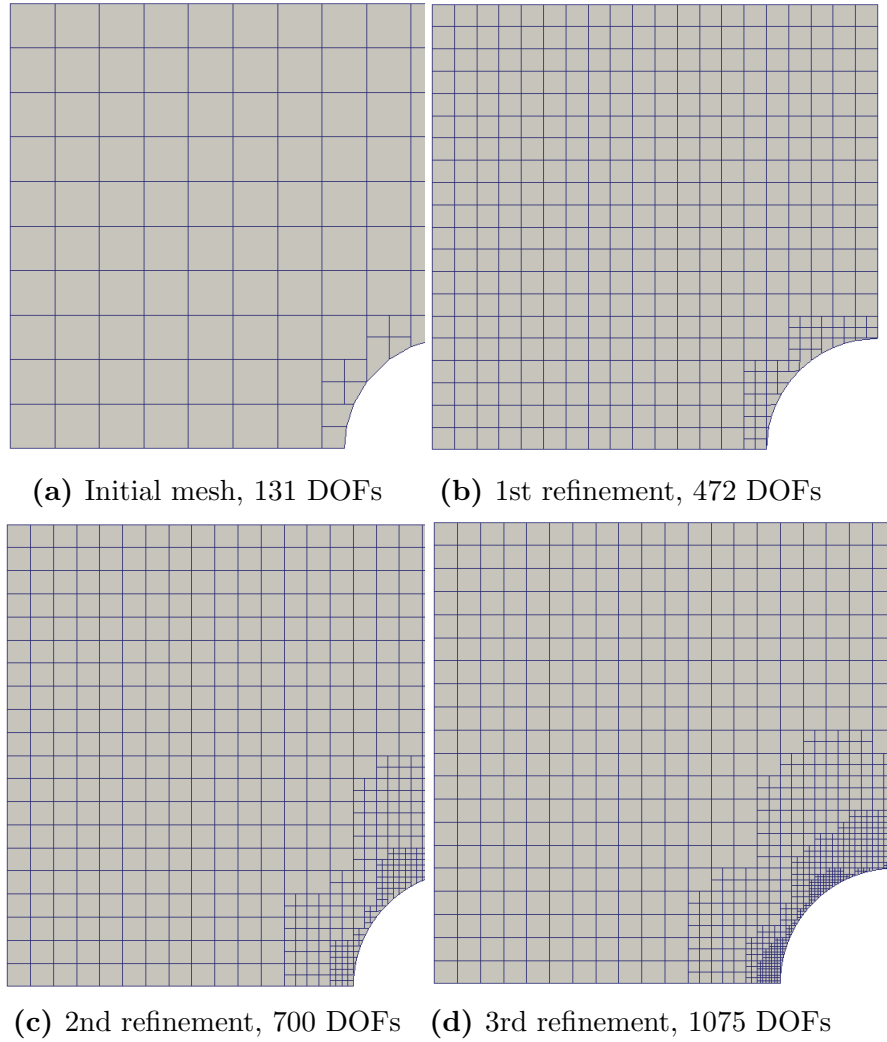 (a) Initial mesh, 131 DOFs
(b) 1st refinement, 472 DOFs
(c) 2nd refinement, 700 DOFs
(d) 3rd refinement, 1075 DOFs